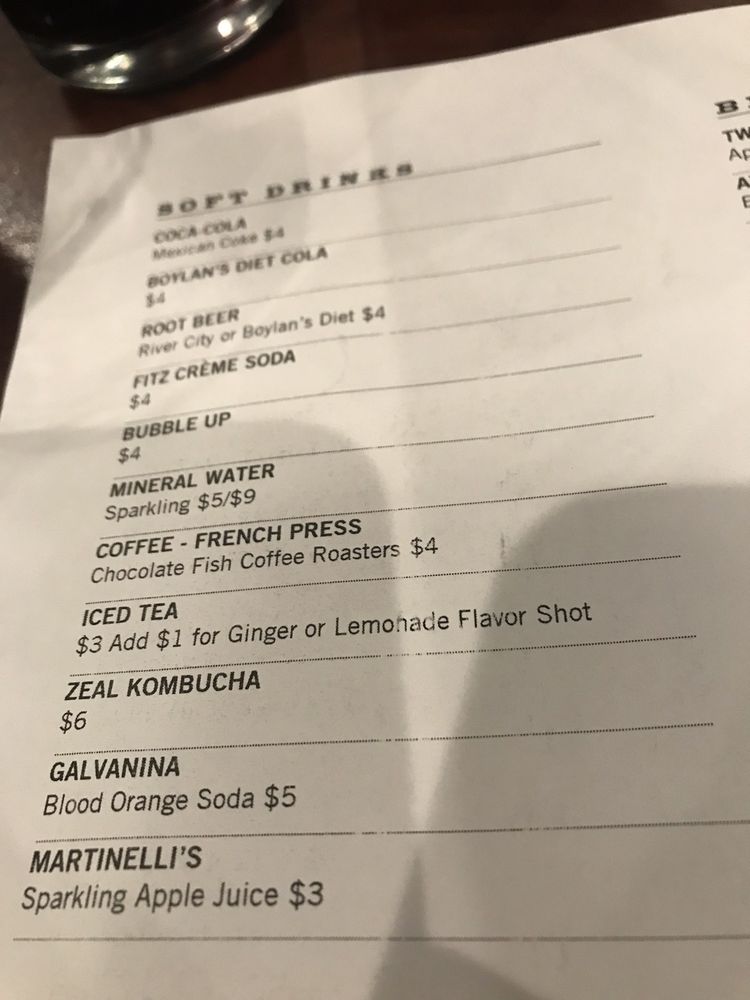 SOFT DRINKS
COCA-COLA
Mexican Coke $4
BOYLAN'S DIET COLA
$4
ROOT BEER
River City or Boylan's Diet $4
FITZ CRÈME SODA
$4
BUBBLE UP
$4
MINERAL WATER
Sparkling $5/$9
COFFEE - FRENCH PRESS
Chocolate Fish Coffee Roasters $4
ICED TEA
$3 Add $1 for Ginger or Lemonade Flavor Shot
ZEAL KOMBUCHA
$6
GALVANINA
Blood Orange Soda $5
MARTINELLI'S
Sparkling Apple Juice $3